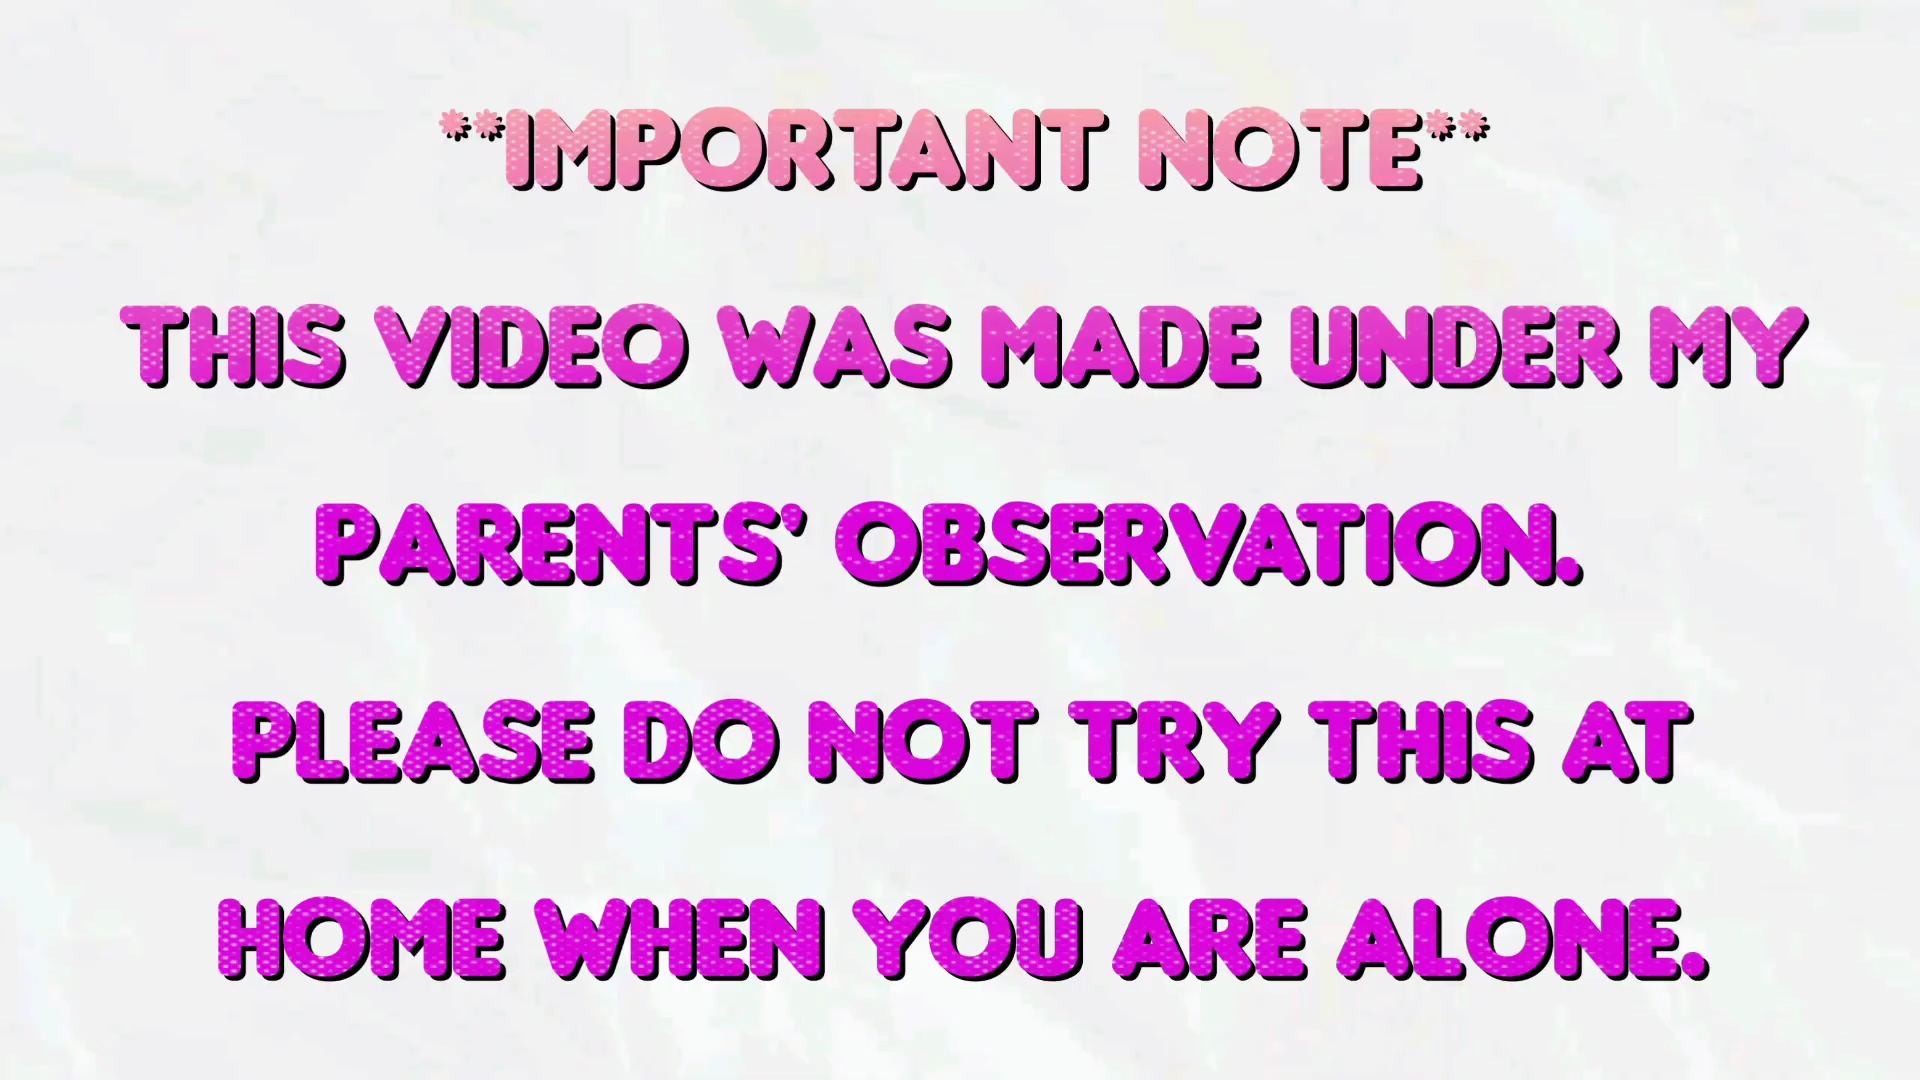 **IMPORTANT NOTE**
THIS VIDEO WAS MADE UNDER MY
PARENTS' OBSERVATION.
PLEASE DO NOT TRY THIS AT
HOME WHEN YOU ARE ALONE.